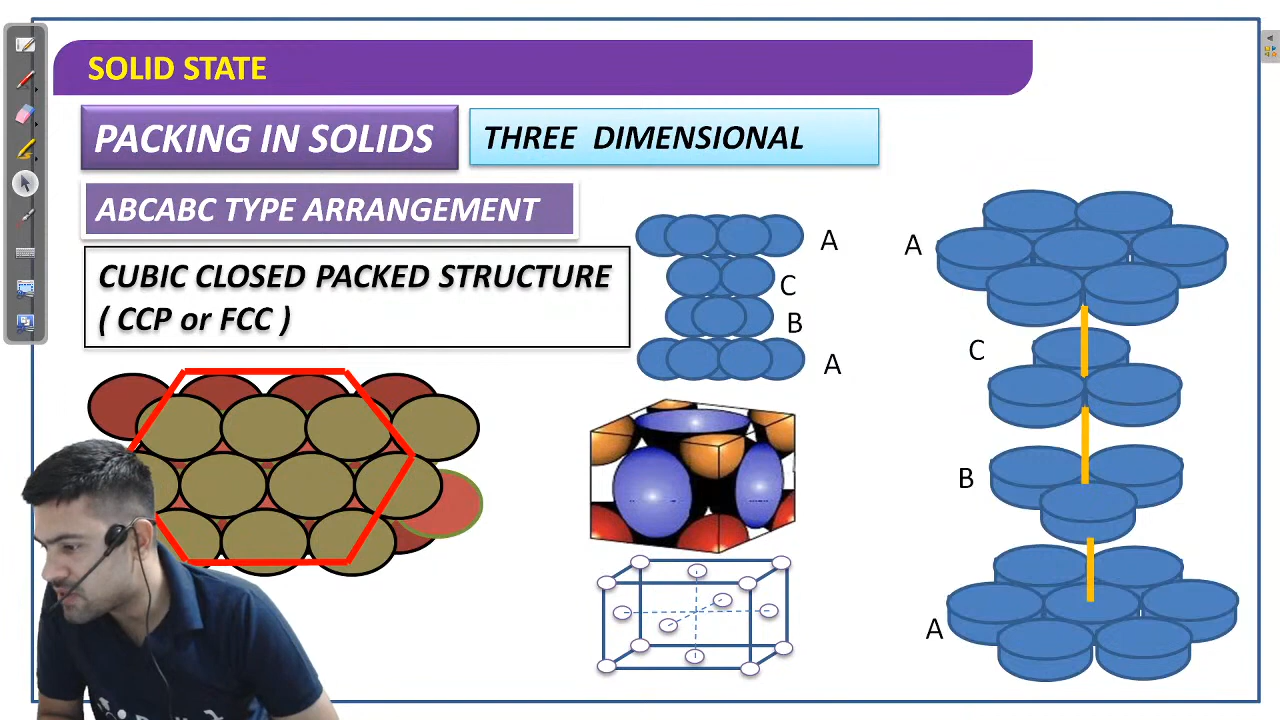 SOLID STATE
PACKING IN SOLIDS
THREE DIMENSIONAL
ABCABC TYPE ARRANGEMENT
CUBIC CLOSED PACKED STRUCTURE
( CCP or FCC )
A
C
B
A
A
C
B
A